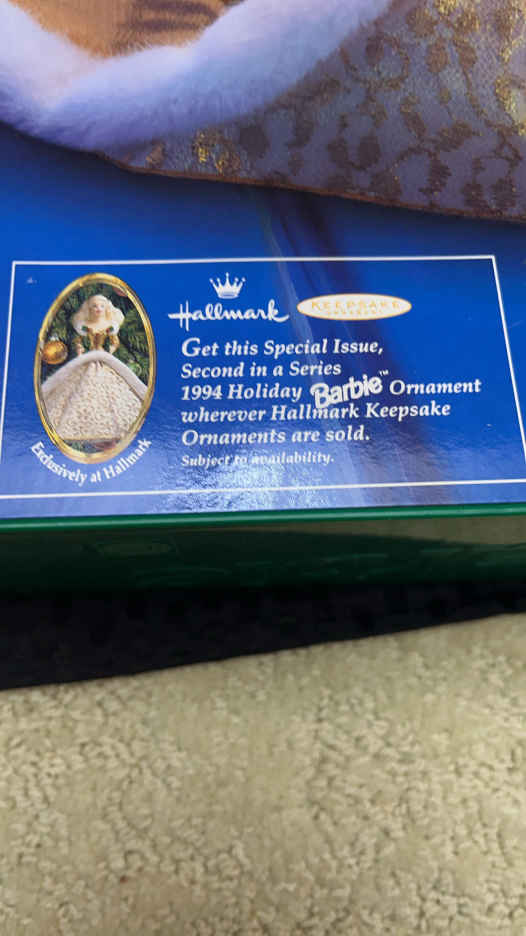 Hallmark KEEPSAKE
ORNAMENTS
Get this Special Issue,
Second in a Series
1994 Holiday Barbie™ Ornament
wherever Hallmark Keepsake
Ornaments are sold.
Subject to availability.
Exclusively at Hallmark